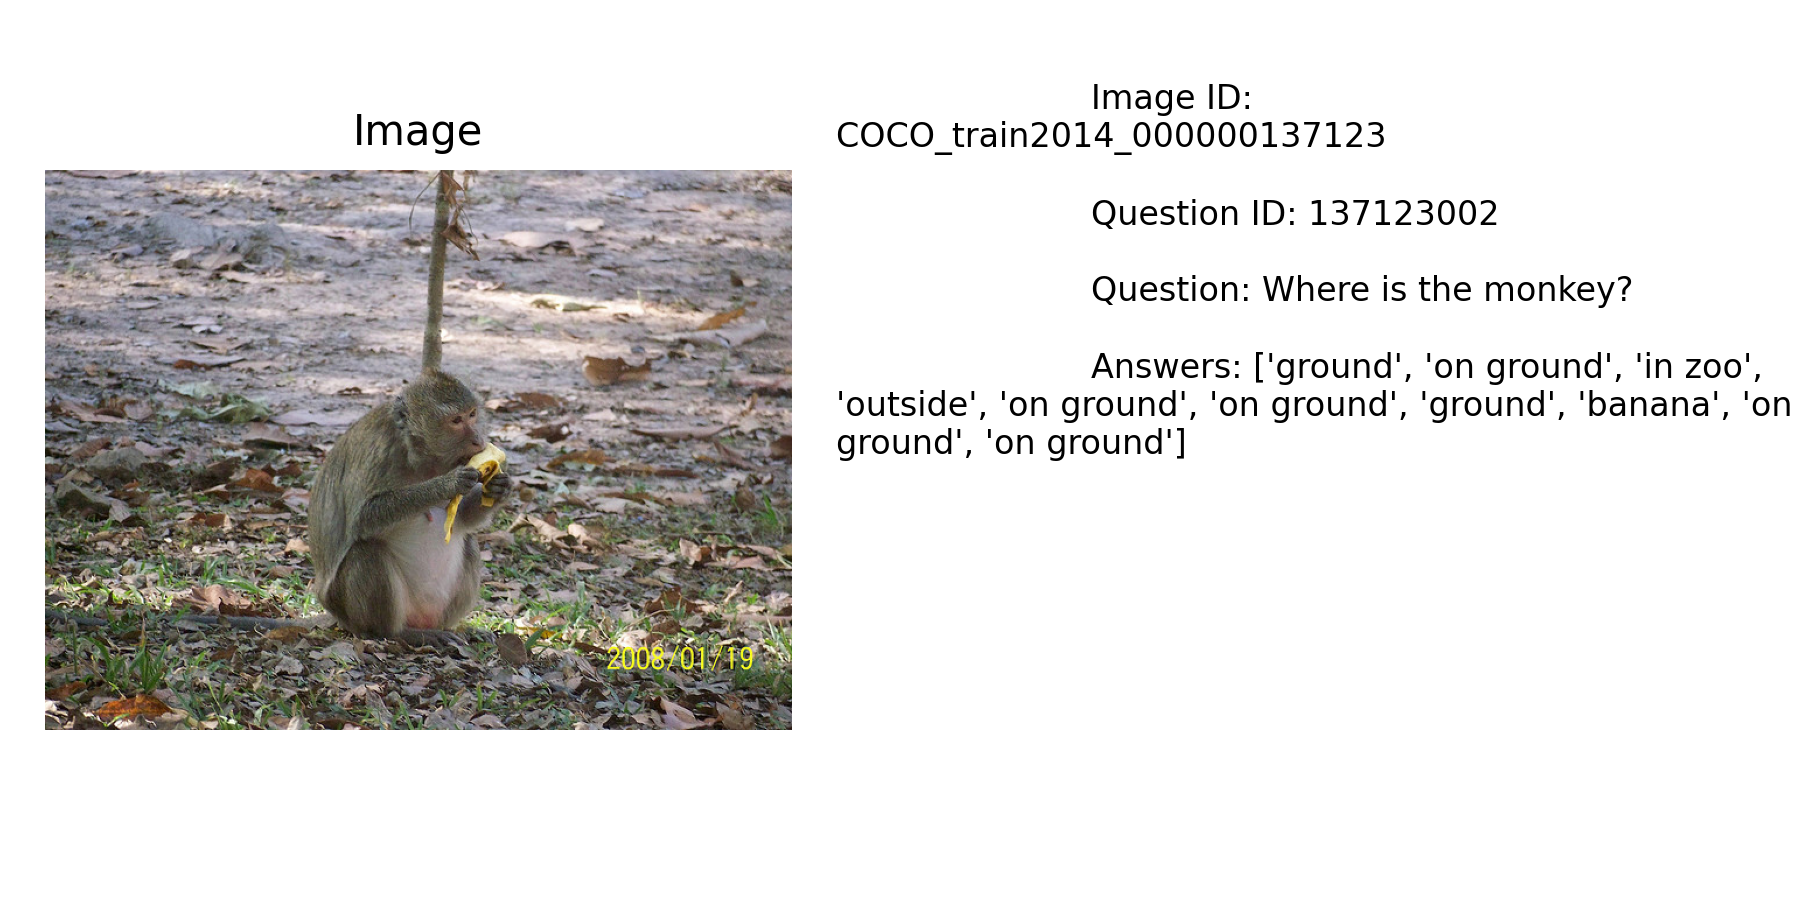 Image
2008/01/19
Image ID:
COCO_train2014_000000137123
Question ID: 137123002
Question: Where is the monkey?
Answers: ['ground', 'on ground', 'in zoo',
'outside', 'on ground', 'on ground', 'ground', 'banana', 'on
ground', 'on ground']